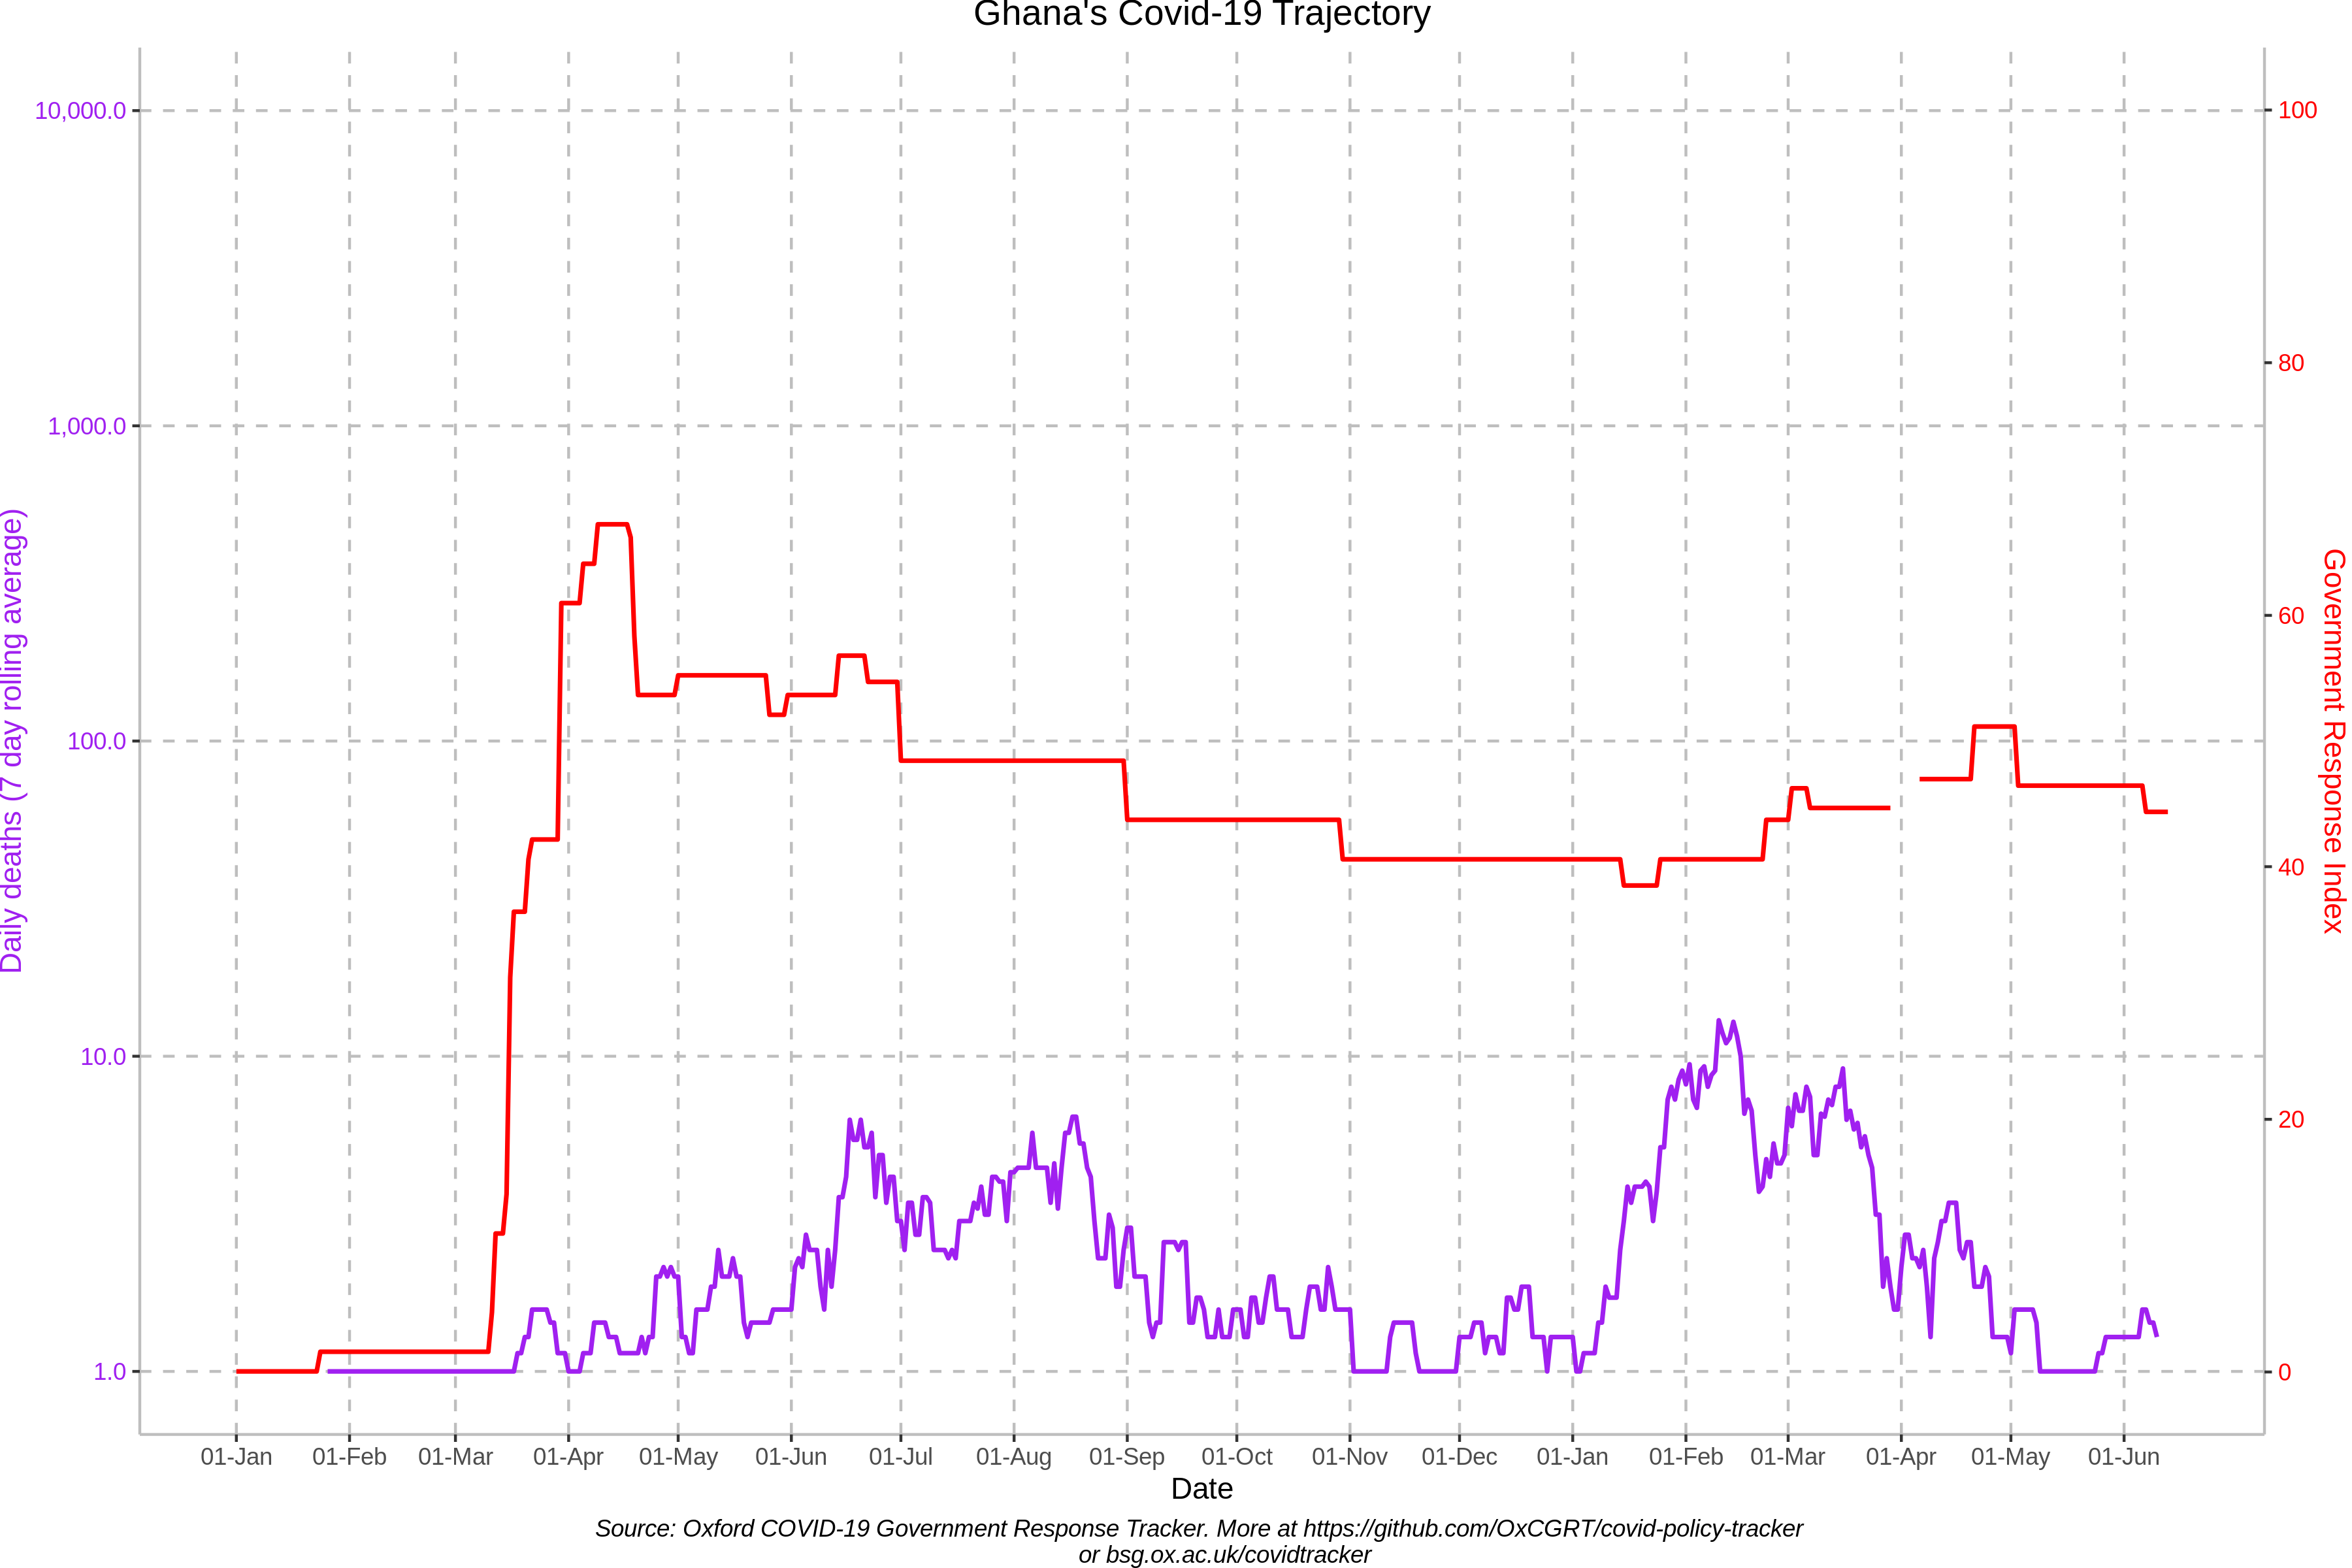 Ghana's Covid-19 Trajectory
Daily deaths (7 day rolling average)
10,000.0
1,000.0
100.0
10.0
1.0
100
80
60
40
20
0
Government Response Index
01-Jan 01-Feb 01-Mar 01-Apr 01-May 01-Jun 01-Jul 01-Aug 01-Sep 01-Oct 01-Nov 01-Dec 01-Jan 01-Feb 01-Mar 01-Apr 01-May 01-Jun
Date
Source: Oxford COVID-19 Government Response Tracker. More at https://github.com/OxCGRT/covid-policy-tracker
or bsg.ox.ac.uk/covidtracker